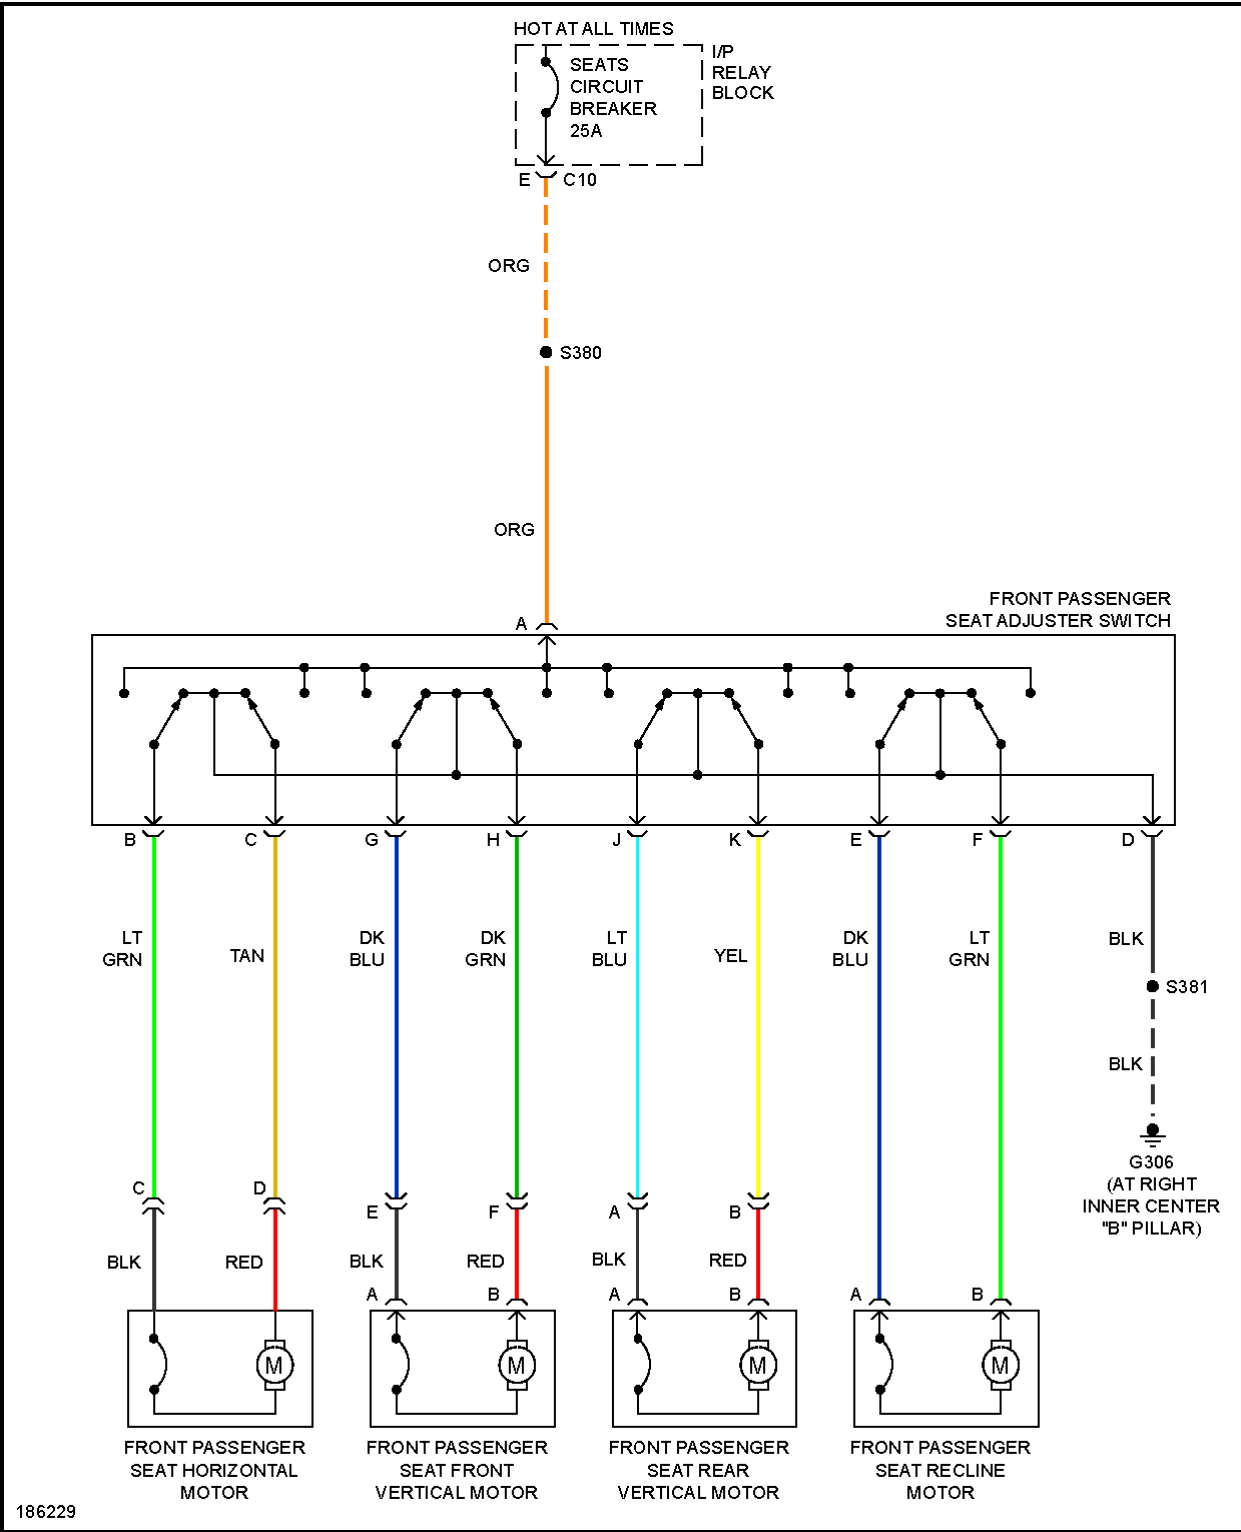 HOT AT ALL TIMES
SEATS
CIRCUIT
BREAKER
25A
I/P
RELAY
BLOCK
E
C10
ORG
S380
ORG
FRONT PASSENGER
SEAT ADJUSTER SWITCH
A
B
C
G
H
J
K
E
F
D
LT
GRN
TAN
DK
BLU
DK
GRN
LT
BLU
YEL
DK
BLU
LT
GRN
BLK
S381
BLK
G306
(AT RIGHT
INNER CENTER
"B" PILLAR)
C
D
E
F
A
B
BLK
RED
BLK
RED
BLK
RED
A
B
A
B
A
B
M
M
M
M
FRONT PASSENGER
SEAT HORIZONTAL
MOTOR
FRONT PASSENGER
SEAT FRONT
VERTICAL MOTOR
FRONT PASSENGER
SEAT REAR
VERTICAL MOTOR
FRONT PASSENGER
SEAT RECLINE
MOTOR
186229